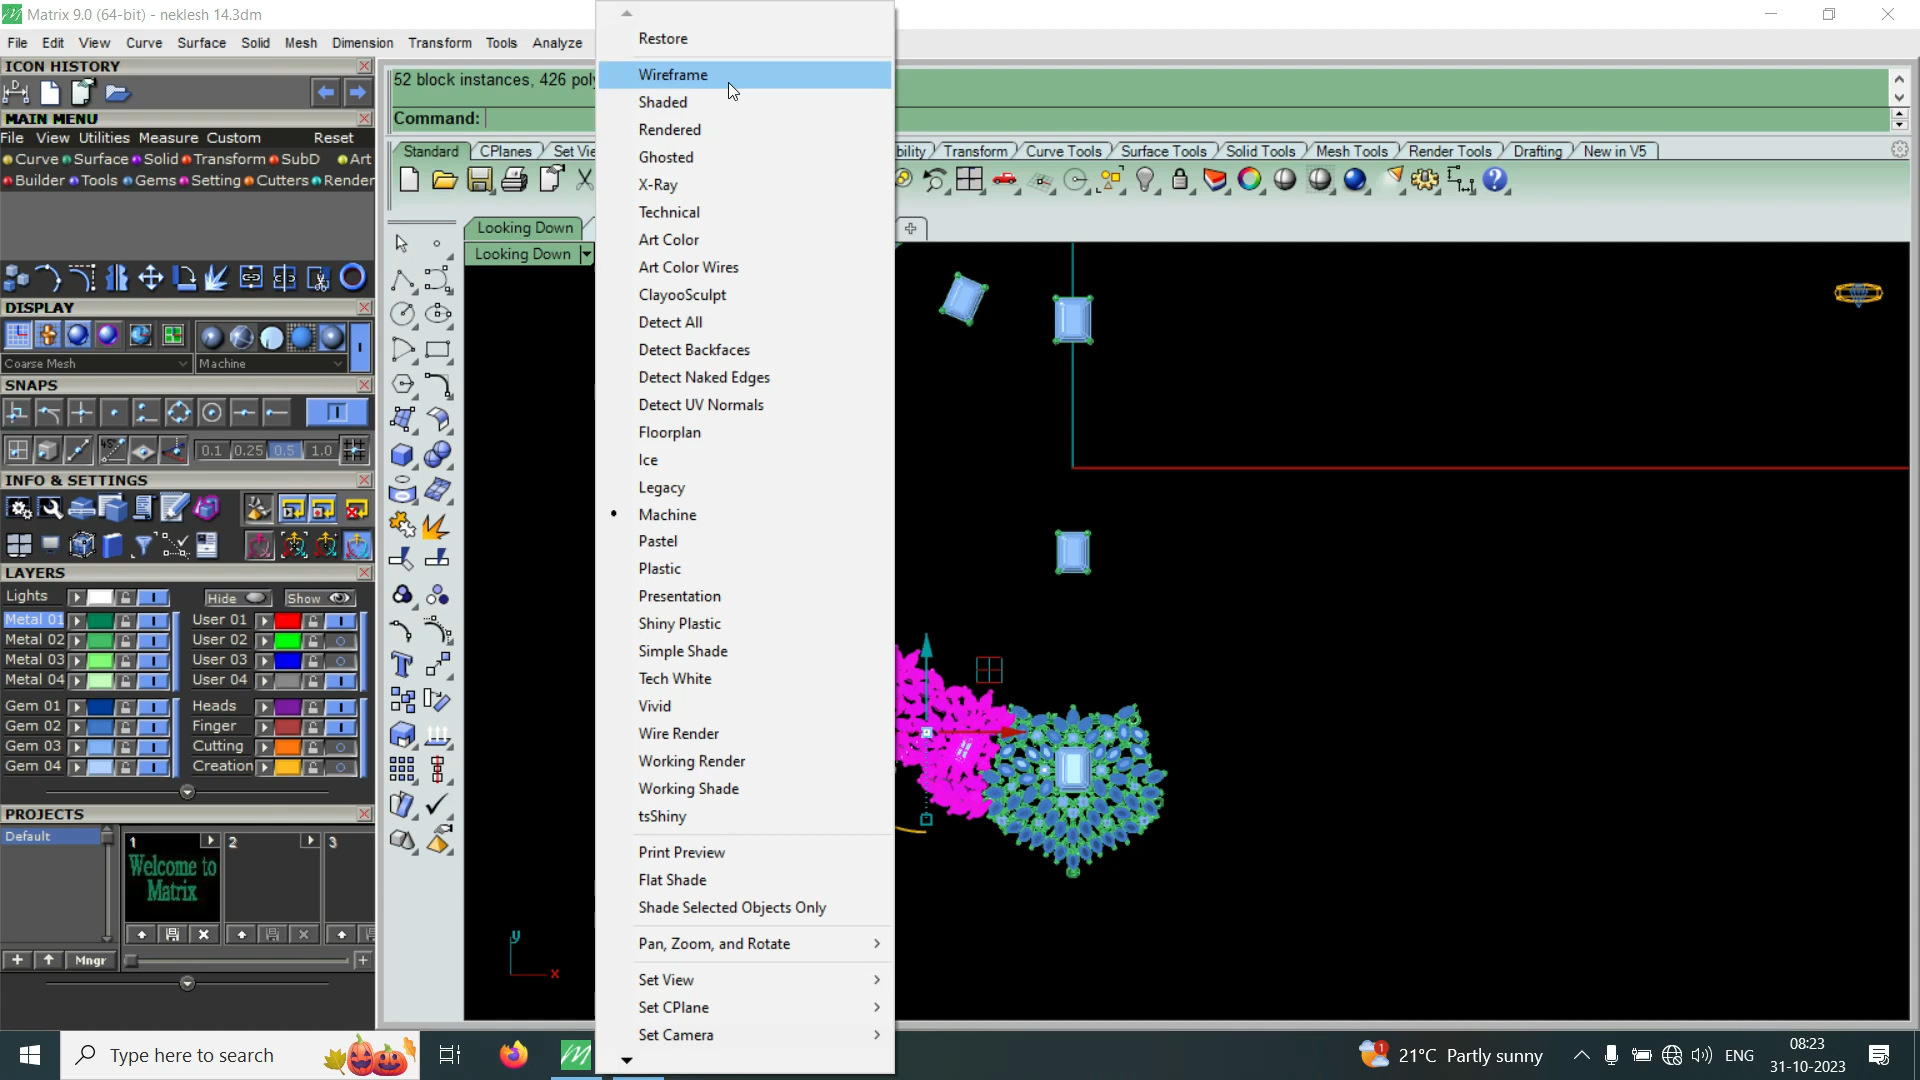 Matrix 9.0 (64-bit) - neklesh 14.3dm
File Edit View Curve Surface Solid Mesh Dimension Transform Tools Analyze
ICON HISTORY
MAIN MENU
File View Utilities Measure Custom Reset
Curve Surface Solid Transform SubD Art
Builder Tools Gems Setting Cutters Render
DISPLAY
Coarse Mesh Machine
SNAPS
0.1 0.25 0.5 1.0
INFO & SETTINGS
LAYERS
Lights Hide Show
Metal 01 User 01
Metal 02 User 02
Metal 03 User 03
Metal 04 User 04
Gem 01 Heads
Gem 02 Finger
Gem 03 Cutting
Gem 04 Creation
PROJECTS
Default
1 2 3
Welcome to
Matrix
Mngr
52 block instances, 426 poly
Command:
Standard CPlanes Set Vie
bility Transform Curve Tools Surface Tools Solid Tools Mesh Tools Render Tools Drafting New in V5
Looking Down
Looking Down
Restore
Wireframe
Shaded
Rendered
Ghosted
X-Ray
Technical
Art Color
Art Color Wires
ClayooSculpt
Detect All
Detect Backfaces
Detect Naked Edges
Detect UV Normals
Floorplan
Ice
Legacy
Machine
Pastel
Plastic
Presentation
Shiny Plastic
Simple Shade
Tech White
Vivid
Wire Render
Working Render
Working Shade
tsShiny
Print Preview
Flat Shade
Shade Selected Objects Only
Pan, Zoom, and Rotate
Set View
Set CPlane
Set Camera
y
x
Type here to search
21°C Partly sunny
ENG
08:23
31-10-2023